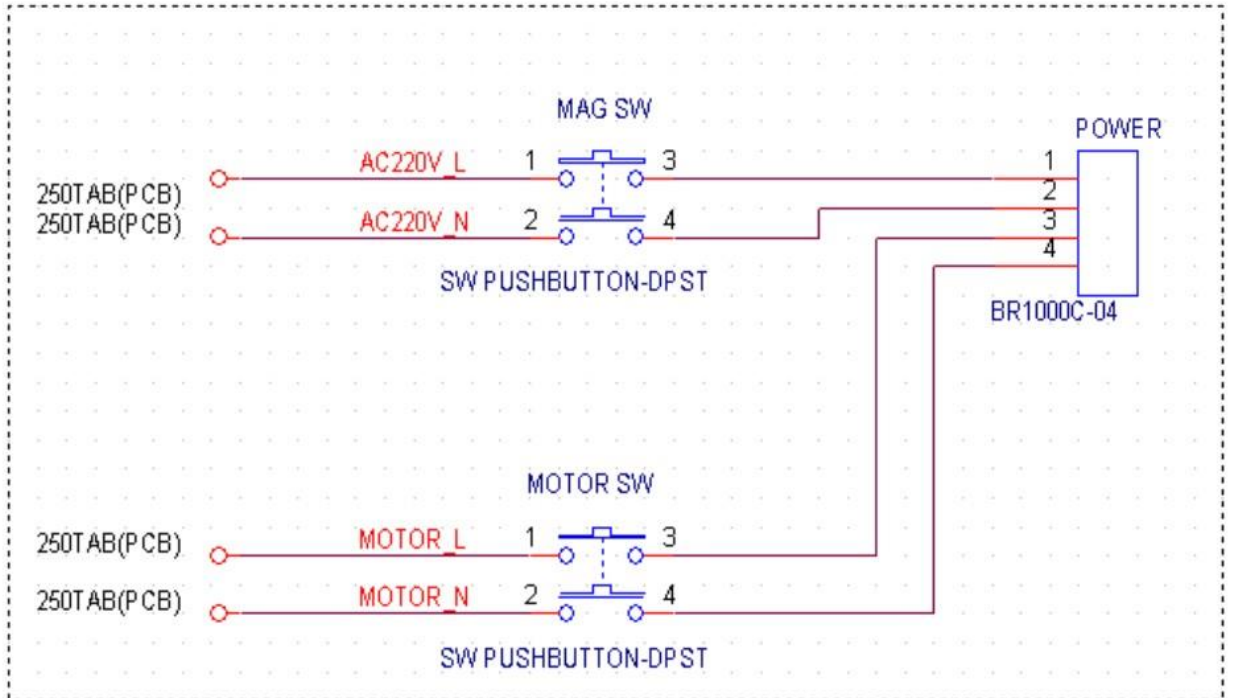 MAG SW
POWER
AC220V_L 1 3 1
250TAB(PCB)
2
250TAB(PCB) AC220V_N 2 4 3
4
SW PUSHBUTTON-DPST
BR1000C-04
MOTOR SW
250TAB(PCB) MOTOR_L 1 3
250TAB(PCB) MOTOR_N 2 4
SW PUSHBUTTON-DPST